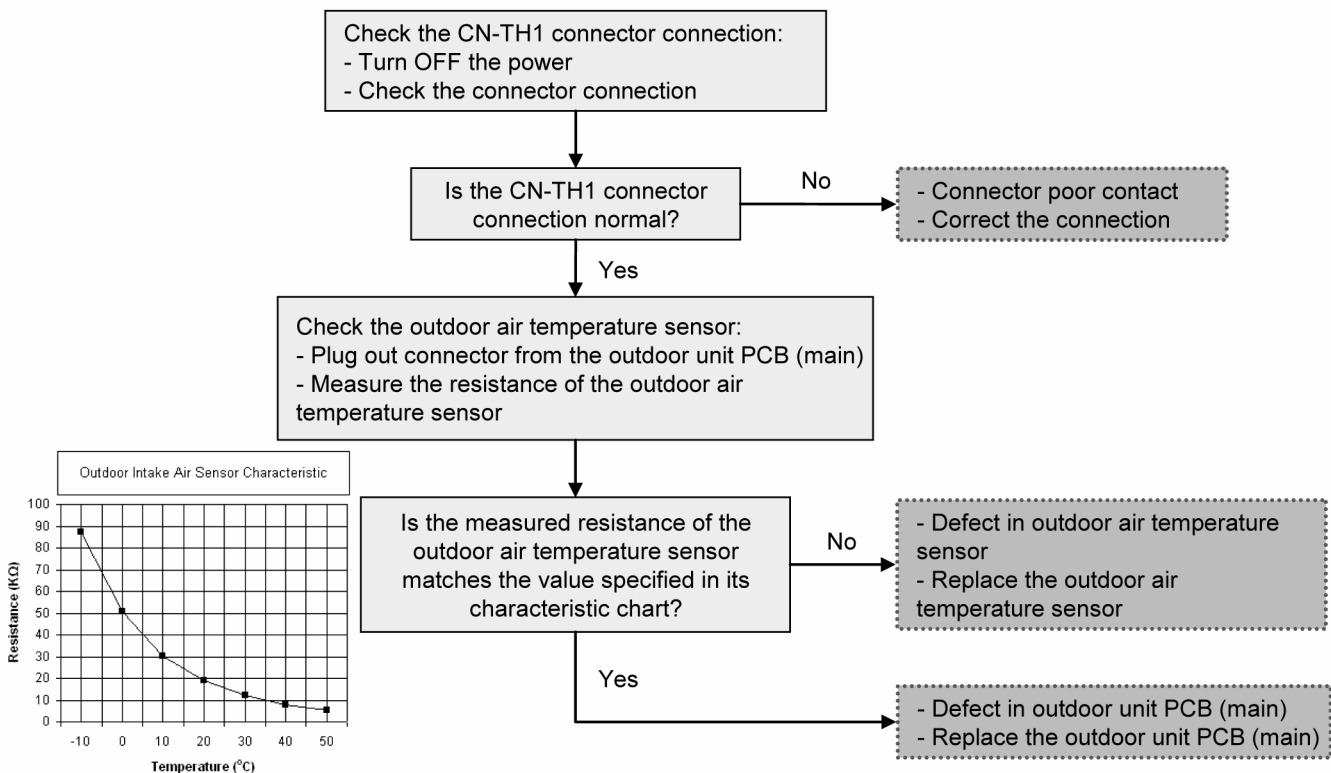 Check the CN-TH1 connector connection:
- Turn OFF the power
- Check the connector connection
Is the CN-TH1 connector
connection normal?
No
- Connector poor contact
- Correct the connection
Yes
Check the outdoor air temperature sensor:
- Plug out connector from the outdoor unit PCB (main)
- Measure the resistance of the outdoor air
temperature sensor
Is the measured resistance of the
outdoor air temperature sensor
matches the value specified in its
characteristic chart?
No
- Defect in outdoor air temperature
sensor
- Replace the outdoor air
temperature sensor
Yes
- Defect in outdoor unit PCB (main)
- Replace the outdoor unit PCB (main)
Outdoor Intake Air Sensor Characteristic
Resistance (KΩ)
100
90
80
70
60
50
40
30
20
10
0
-10 0 10 20 30 40 50
Temperature (°C)